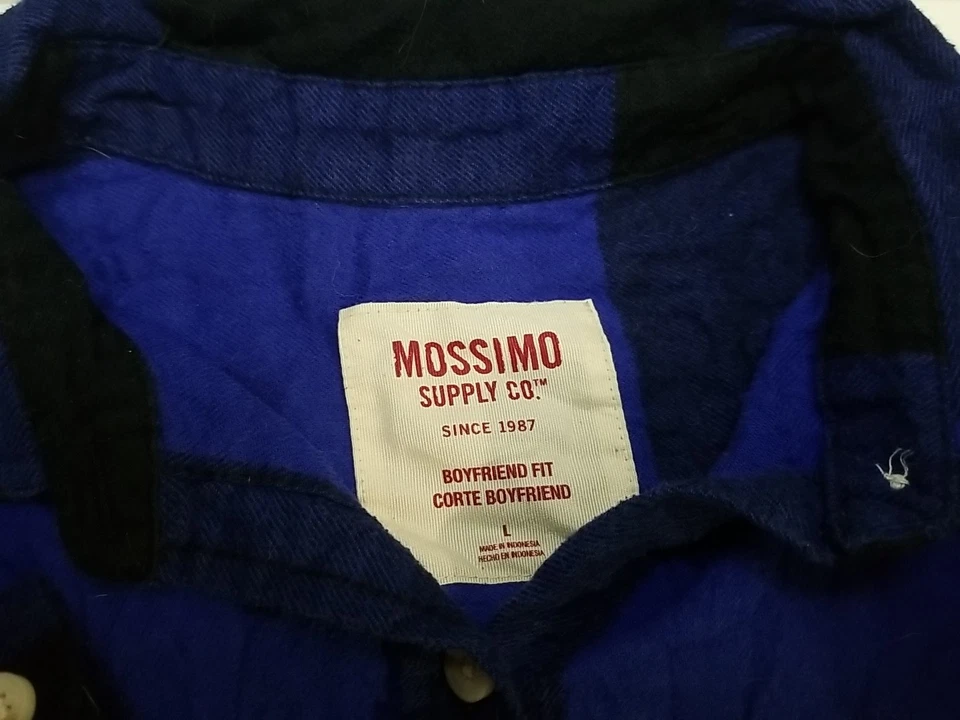 MOSSIMO
SUPPLY CO.™
SINCE 1987
BOYFRIEND FIT
CORTE BOYFRIEND
L
MADE IN INDONESIA
HECHO EN INDONESIA